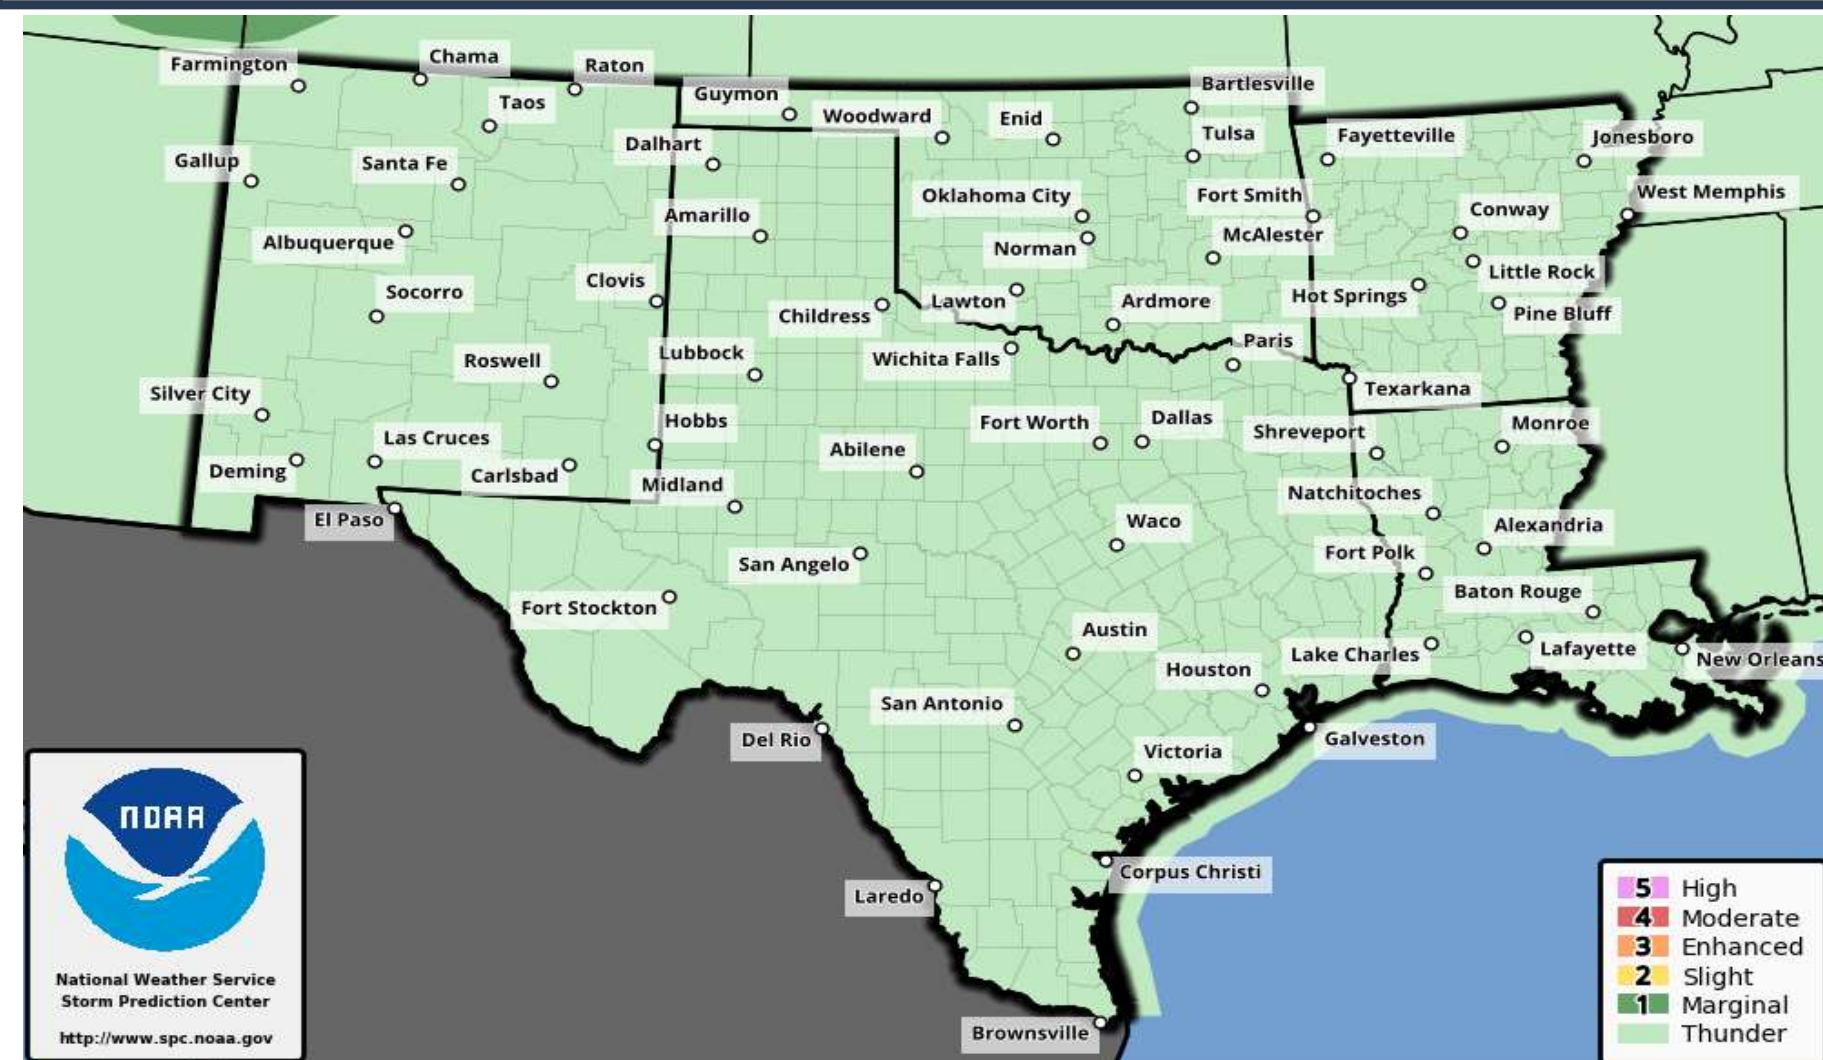 Farmington
Chama
Raton
Taos
Guymon
Woodward
Enid
Bartlesville
Tulsa
Fayetteville
Jonesboro
Gallup
Santa Fe
Dalhart
Oklahoma City
Fort Smith
Conway
West Memphis
Albuquerque
Amarillo
Norman
McAlester
Little Rock
Socorro
Clovis
Childress
Lawton
Ardmore
Hot Springs
Pine Bluff
Roswell
Lubbock
Wichita Falls
Paris
Texarkana
Silver City
Las Cruces
Hobbs
Abilene
Fort Worth
Dallas
Shreveport
Monroe
Deming
Carlsbad
Midland
Natchitoches
El Paso
San Angelo
Waco
Fort Polk
Alexandria
Fort Stockton
Austin
Baton Rouge
Houston
Lake Charles
Lafayette
New Orleans
San Antonio
Del Rio
Victoria
Galveston
Laredo
Corpus Christi
Brownsville
NOAA
National Weather Service
Storm Prediction Center
http://www.spc.noaa.gov
5 High
4 Moderate
3 Enhanced
2 Slight
1 Marginal
Thunder